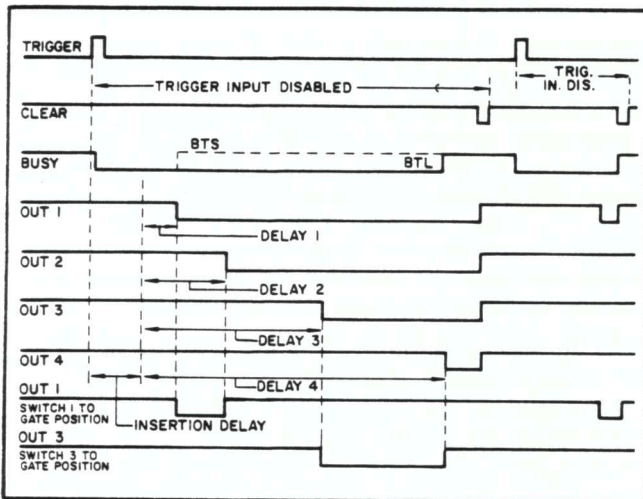 TRIGGER
TRIGGER INPUT DISABLED
TRIG.
IN. DIS.
CLEAR
BTS
BUSY
BTL
OUT 1
DELAY 1
OUT 2
DELAY 2
OUT 3
DELAY 3
OUT 4
DELAY 4
OUT 1
SWITCH 1 TO
GATE POSITION
INSERTION DELAY
OUT 3
SWITCH 3 TO
GATE POSITION